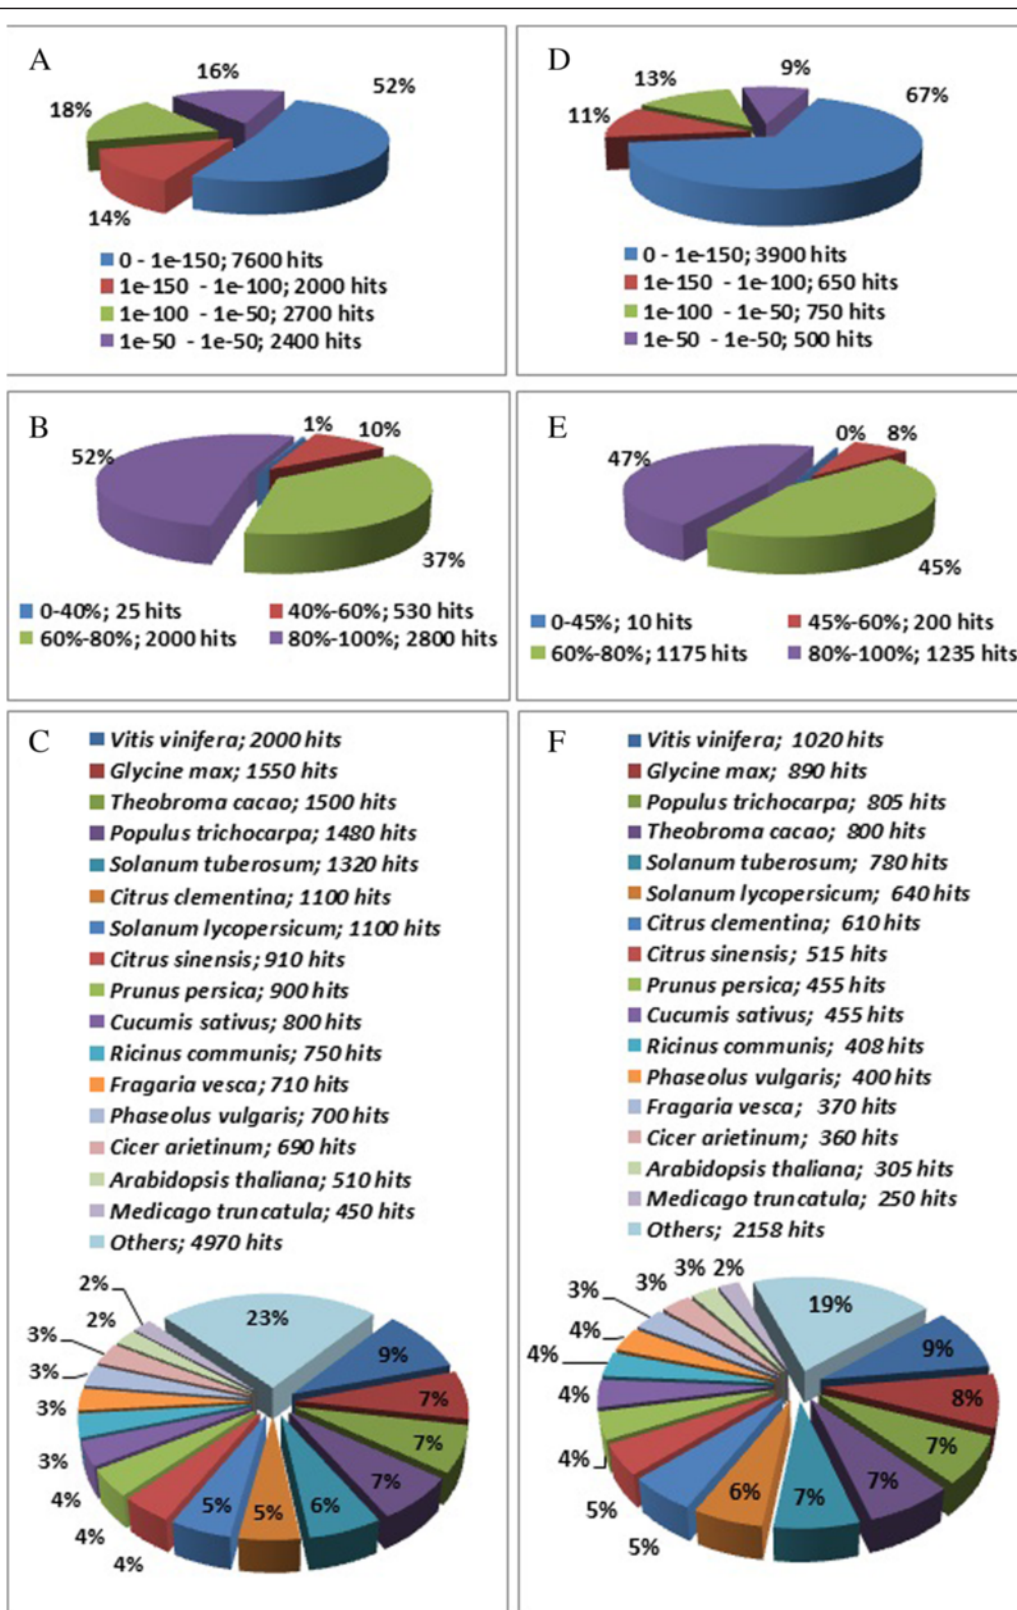 A
16%
52%
18%
14%
0 - 1e-150; 7600 hits
1e-150 - 1e-100; 2000 hits
1e-100 - 1e-50; 2700 hits
1e-50 - 1e-50; 2400 hits
D
9%
13%
67%
11%
0 - 1e-150; 3900 hits
1e-150 - 1e-100; 650 hits
1e-100 - 1e-50; 750 hits
1e-50 - 1e-50; 500 hits
B
1%
10%
52%
37%
0-40%; 25 hits
40%-60%; 530 hits
60%-80%; 2000 hits
80%-100%; 2800 hits
E
0%
8%
47%
45%
0-45%; 10 hits
45%-60%; 200 hits
60%-80%; 1175 hits
80%-100%; 1235 hits
C
Vitis vinifera; 2000 hits
Glycine max; 1550 hits
Theobroma cacao; 1500 hits
Populus trichocarpa; 1480 hits
Solanum tuberosum; 1320 hits
Citrus clementina; 1100 hits
Solanum lycopersicum; 1100 hits
Citrus sinensis; 910 hits
Prunus persica; 900 hits
Cucumis sativus; 800 hits
Ricinus communis; 750 hits
Fragaria vesca; 710 hits
Phaseolus vulgaris; 700 hits
Cicer arietinum; 690 hits
Arabidopsis thaliana; 510 hits
Medicago truncatula; 450 hits
Others; 4970 hits
2%
2%
3%
3%
3%
3%
4%
4%
4%
23%
9%
7%
7%
7%
6%
5%
5%
F
Vitis vinifera; 1020 hits
Glycine max; 890 hits
Populus trichocarpa; 805 hits
Theobroma cacao; 800 hits
Solanum tuberosum; 780 hits
Solanum lycopersicum; 640 hits
Citrus clementina; 610 hits
Citrus sinensis; 515 hits
Prunus persica; 455 hits
Cucumis sativus; 455 hits
Ricinus communis; 408 hits
Phaseolus vulgaris; 400 hits
Fragaria vesca; 370 hits
Cicer arietinum; 360 hits
Arabidopsis thaliana; 305 hits
Medicago truncatula; 250 hits
Others; 2158 hits
3% 2%
3%
3%
4%
4%
4%
4%
5%
5%
19%
9%
8%
7%
7%
7%
6%